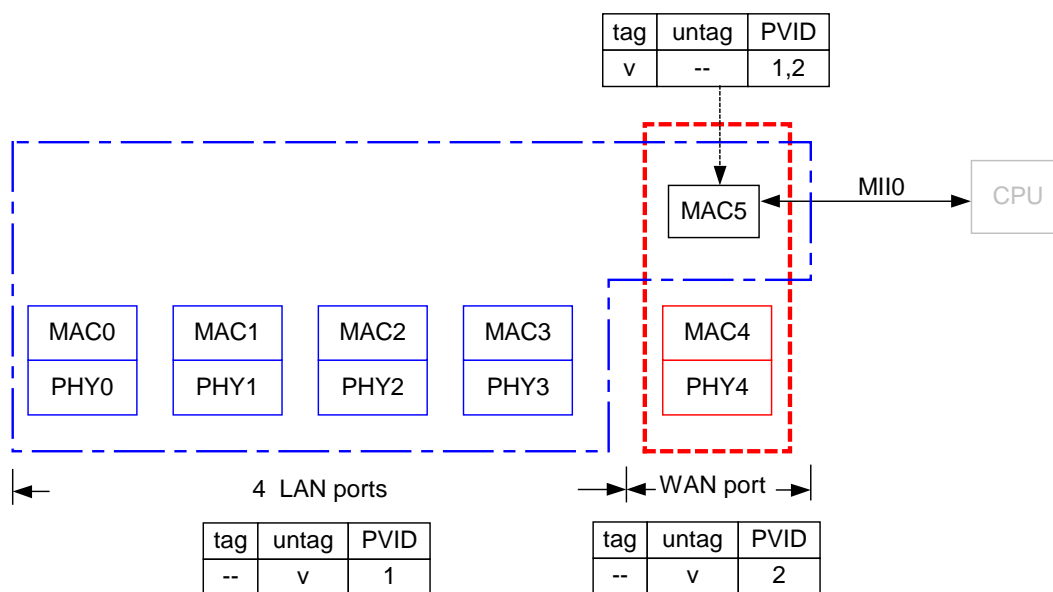 tag untag PVID
v -- 1,2
MAC5
MII0
CPU
MAC0 MAC1 MAC2 MAC3 MAC4
PHY0 PHY1 PHY2 PHY3 PHY4
4 LAN ports WAN port
tag untag PVID tag untag PVID
-- v 1 -- v 2